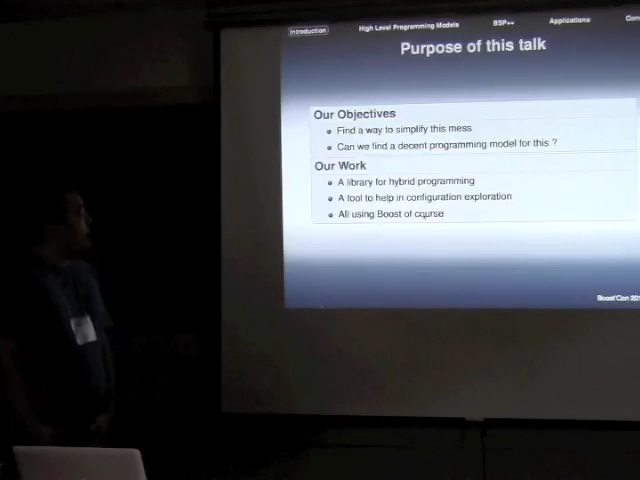 Introduction High Level Programming Models BSP++ Applications
Purpose of this talk
Our Objectives
Find a way to simplify this mess
Can we find a decent programming model for this ?
Our Work
A library for hybrid programming
A tool to help in configuration exploration
All using Boost of course
Boost'Con